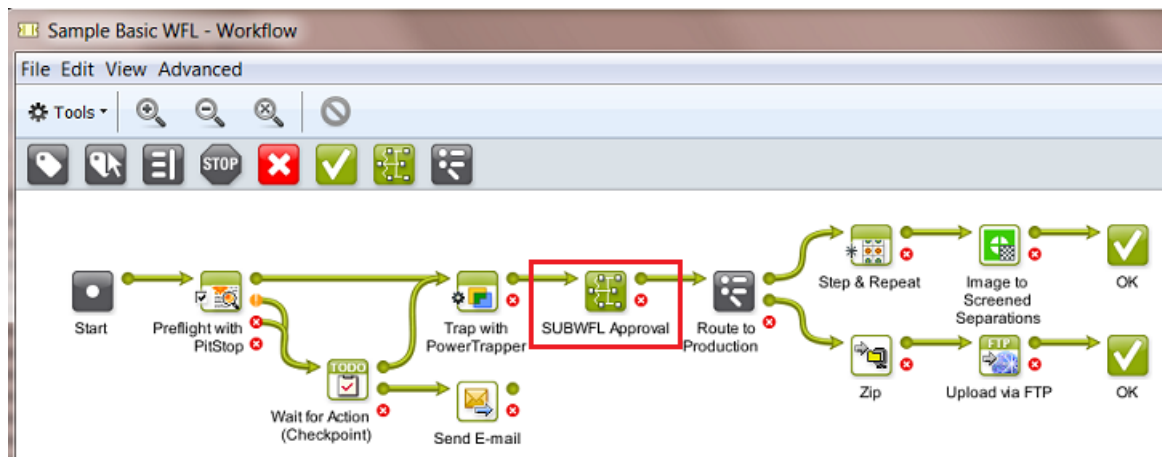 Sample Basic WFL - Workflow
File Edit View Advanced
Tools
STOP
Start
Preflight with
PitStop
TODO
Wait for Action
(Checkpoint)
Trap with
PowerTrapper
Send E-mail
SUBWFL Approval
Route to
Production
Step & Repeat
Image to
Screened
Separations
OK
Zip
FTP
Upload via FTP
OK